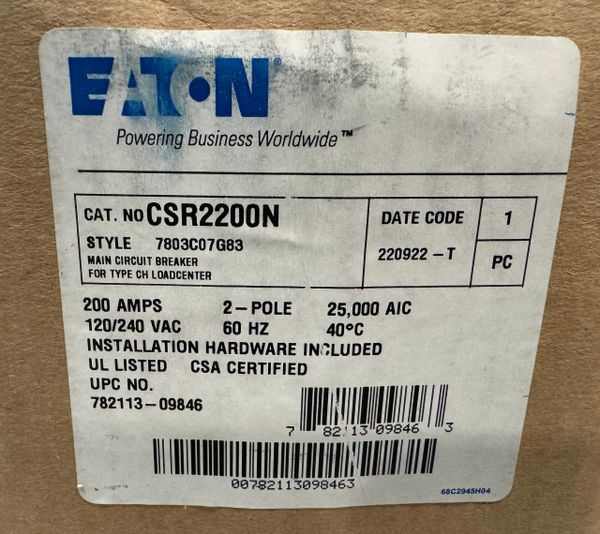 EATON®
Powering Business Worldwide™
CAT. NO CSR2200N
STYLE 7803C07G83
MAIN CIRCUIT BREAKER
FOR TYPE CH LOADCENTER
DATE CODE
220922-T
1
PC
200 AMPS 2-POLE 25,000 AIC
120/240 VAC 60 HZ 40°C
INSTALLATION HARDWARE INCLUDED
UL LISTED CSA CERTIFIED
UPC NO.
782113-09846
7 82113 09846 3
00782113098463
68C2945H04